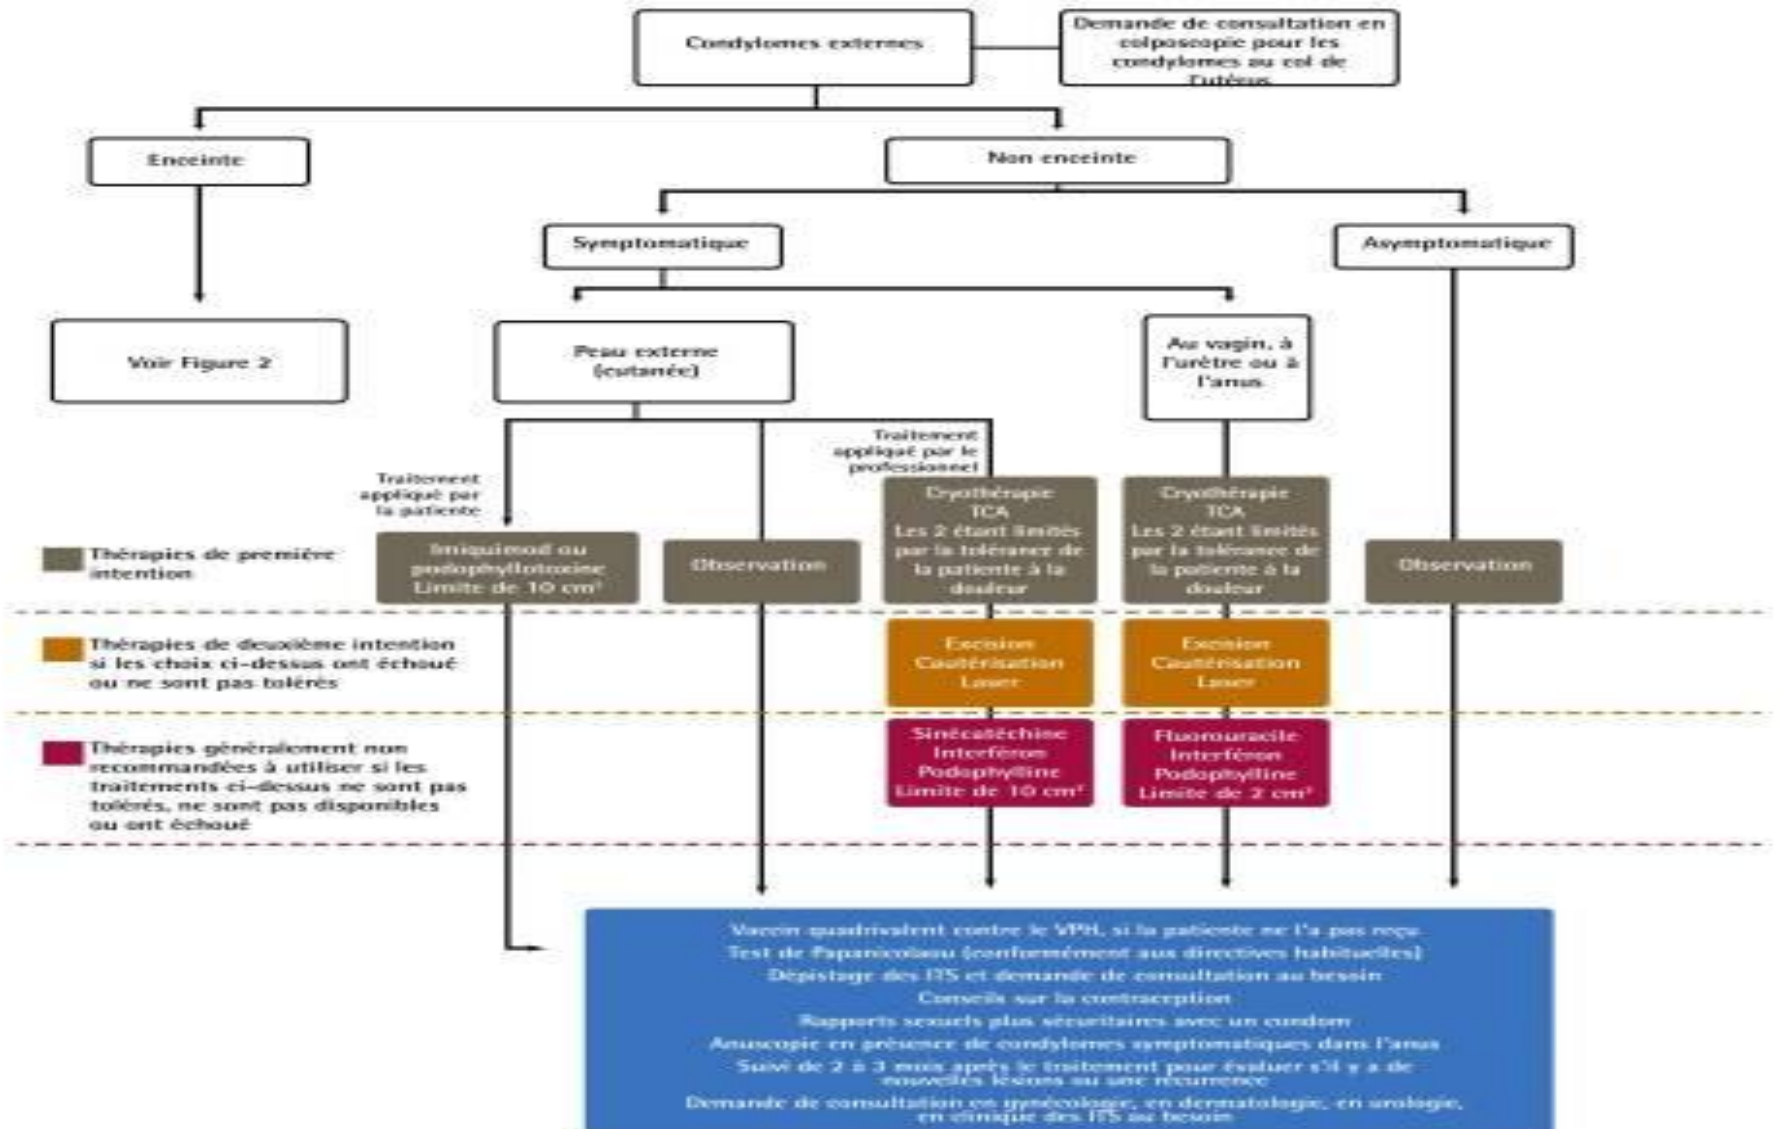 Condylomes externes
Demande de consultation en
colposcopie pour les
condylomes au col de
l'utérus
Enceinte
Non enceinte
Symptomatique
Asymptomatique
Voir Figure 2
Peau externe
(cutanée)
Au vagin, à
l'urètre ou à
l'anus
Traitement
appliqué par
la patiente
Traitement
appliqué par le
professionnel
Thérapies de première
intention
Imiquimod ou
podophyllotoxine
Limite de 10 cm²
Observation
Cryothérapie
TCA
Les 2 étant limités
par la tolérance de
la patiente à la
douleur
Cryothérapie
TCA
Les 2 étant limités
par la tolérance de
la patiente à la
douleur
Observation
Thérapies de deuxième intention
si les choix ci-dessus ont échoué
ou ne sont pas tolérés
Excision
Cautérisation
Laser
Excision
Cautérisation
Laser
Thérapies généralement non
recommandées à utiliser si les
traitements ci-dessus ne sont pas
tolérés, ne sont pas disponibles
ou ont échoué
Sinécatéchine
Interféron
Podophylline
Limite de 10 cm²
Fluorouracile
Interféron
Podophylline
Limite de 2 cm²
Vaccin quadrivalent contre le VPH, si la patiente ne l'a pas reçu
Test de Papanicolaou (conformément aux directives habituelles)
Dépistage des ITS et demande de consultation au besoin
Conseils sur la contraception
Rapports sexuels plus sécuritaires avec un condom
Anuscopie en présence de condylomes symptomatiques dans l'anus
Suivi de 2 à 3 mois après le traitement pour évaluer s'il y a de
nouvelles lésions ou une récurrence
Demande de consultation en gynécologie, en dermatologie, en urologie,
en clinique des ITS au besoin